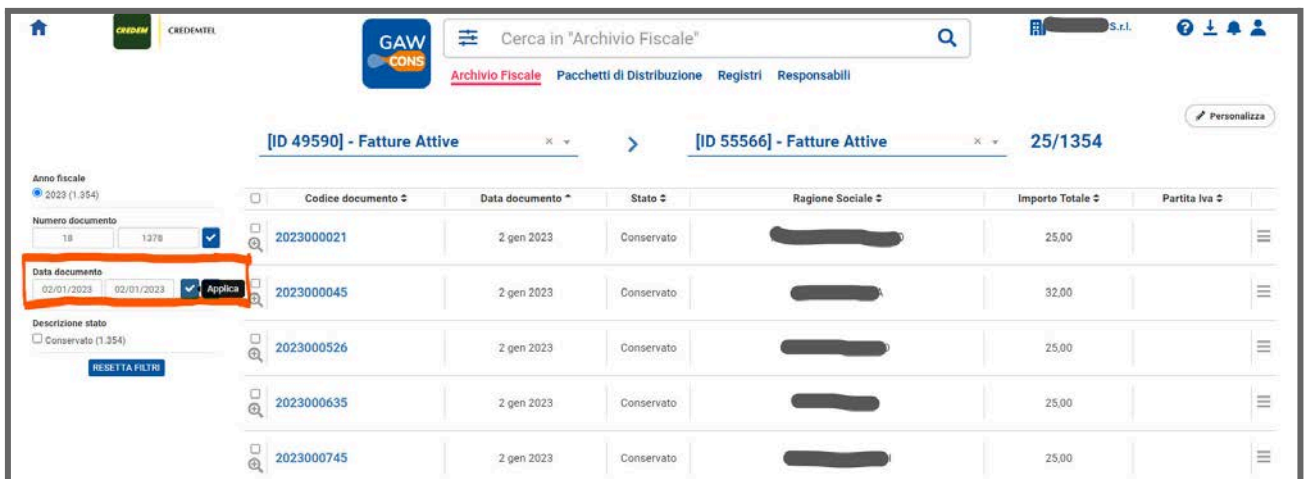 CREDEM CREDEMTEL
GAW
CONS
Cerca in "Archivio Fiscale"
S.r.l.
Archivio Fiscale Pacchetti di Distribuzione Registri Responsabili
Personalizza
[ID 49590] - Fatture Attive × [ID 55566] - Fatture Attive × 25/1354
Anno fiscale
2023 (1.354)
Codice documento Data documento Stato Ragione Sociale Importo Totale Partita Iva
Numero documento
18 1378
2023000021 2 gen 2023 Conservato 25,00
Data documento
02/01/2023 02/01/2023 Applica
2023000045 2 gen 2023 Conservato 32,00
Descrizione stato
Conservato (1.354)
RESETTA FILTRI
2023000526 2 gen 2023 Conservato 25,00
2023000635 2 gen 2023 Conservato 25,00
2023000745 2 gen 2023 Conservato 25,00